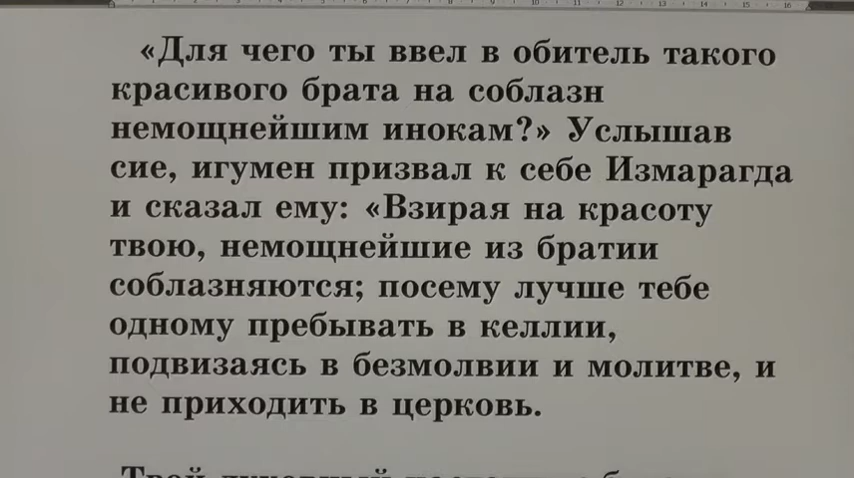 «Для чего ты ввел в обитель такого
красивого брата на соблазн
немощнейшим инокам?» Услышав
сие, игумен призвал к себе Измарагда
и сказал ему: «Взирая на красоту
твою, немощнейшие из братии
соблазняются; посему лучше тебе
одному пребывать в келлии,
подвизаясь в безмолвии и молитве, и
не приходить в церковь.
Твой духовный